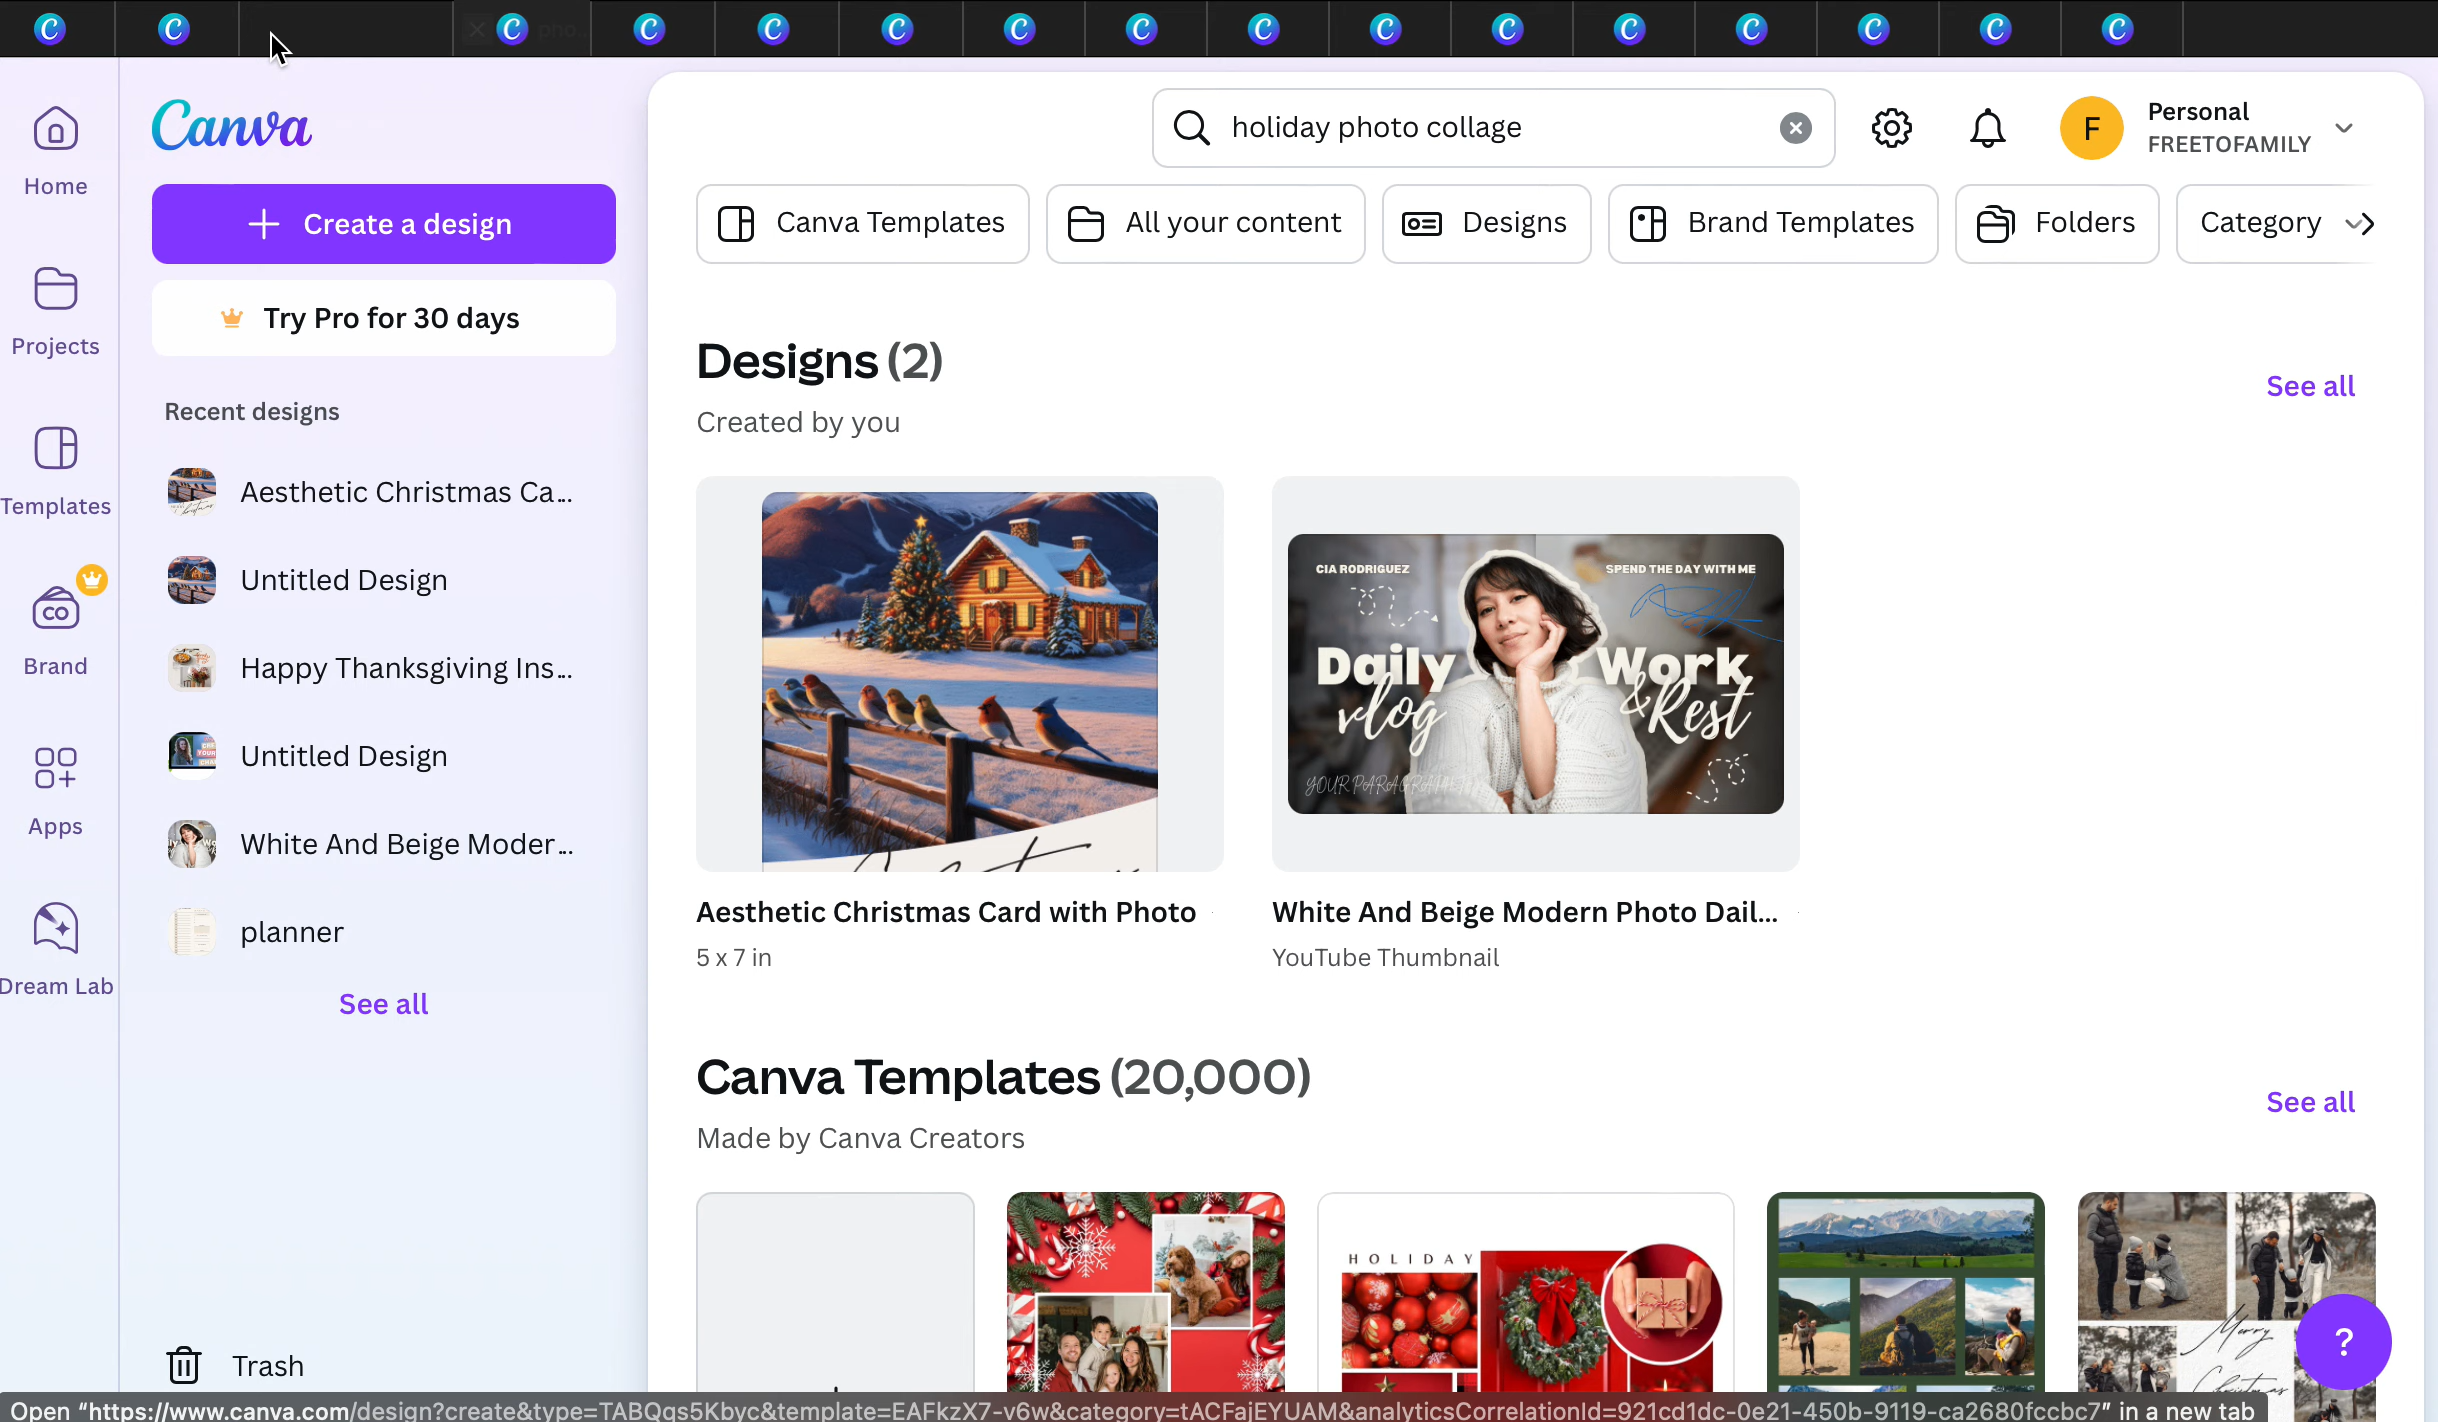 pho...
Canva
holiday photo collage
F
Personal
FREETOFAMILY
Home
Create a design
Canva Templates
All your content
Designs
Brand Templates
Folders
Category
Try Pro for 30 days
Projects
Recent designs
Designs (2)
See all
Created by you
Aesthetic Christmas Ca...
Templates
Untitled Design
CIA RODRIGUEZ
SPEND THE DAY WITH ME
Happy Thanksgiving Ins...
Brand
CO
Daily
vlog
Work
&Rest
Untitled Design
YOUR PARAGRAPH
Apps
White And Beige Moder...
Aesthetic Christmas Card with Photo
White And Beige Modern Photo Dail...
planner
5 x 7 in
YouTube Thumbnail
Dream Lab
See all
Canva Templates (20,000)
See all
Made by Canva Creators
HOLIDAY
Merry
Christmas
?
Trash
Open “https://www.canva.com/design?create&type=TABQqs5Kbyc&template=EAFkzX7-v6w&category=tACFajEYUAM&analyticsCorrelationId=921cd1dc-0e21-450b-9119-ca2680fccbc7” in a new tab